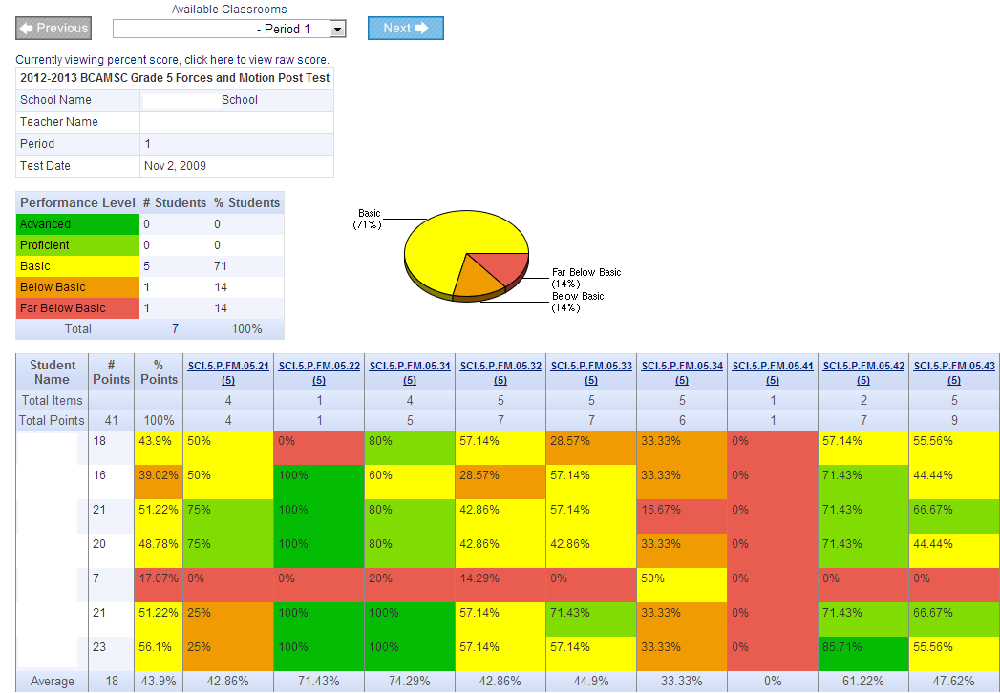 Available Classrooms
Previous - Period 1 Next
Currently viewing percent score, click here to view raw score.
2012-2013 BCAMSC Grade 5 Forces and Motion Post Test
School Name School
Teacher Name
Period 1
Test Date Nov 2, 2009
Performance Level # Students % Students
Advanced 0 0
Proficient 0 0
Basic 5 71
Below Basic 1 14
Far Below Basic 1 14
Total 7 100%
Basic
(71%)
Far Below Basic
(14%)
Below Basic
(14%)
Student # % SCI.5.P.FM.05.21 SCI.5.P.FM.05.22 SCI.5.P.FM.05.31 SCI.5.P.FM.05.32 SCI.5.P.FM.05.33 SCI.5.P.FM.05.34 SCI.5.P.FM.05.41 SCI.5.P.FM.05.42 SCI.5.P.FM.05.43
Name Points Points (5) (5) (5) (5) (5) (5) (5) (5) (5)
Total Items 4 1 4 5 5 5 1 2 5
Total Points 41 100% 4 1 5 7 7 6 1 7 9
18 43.9% 50% 0% 80% 57.14% 28.57% 33.33% 0% 57.14% 55.56%
16 39.02% 50% 100% 60% 28.57% 57.14% 33.33% 0% 71.43% 44.44%
21 51.22% 75% 100% 80% 42.86% 57.14% 16.67% 0% 71.43% 66.67%
20 48.78% 75% 100% 80% 42.86% 42.86% 33.33% 0% 71.43% 44.44%
7 17.07% 0% 0% 20% 14.29% 0% 50% 0% 0% 0%
21 51.22% 25% 100% 100% 57.14% 71.43% 33.33% 0% 71.43% 66.67%
23 56.1% 25% 100% 100% 57.14% 57.14% 33.33% 0% 85.71% 55.56%
Average 18 43.9% 42.86% 71.43% 74.29% 42.86% 44.9% 33.33% 0% 61.22% 47.62%